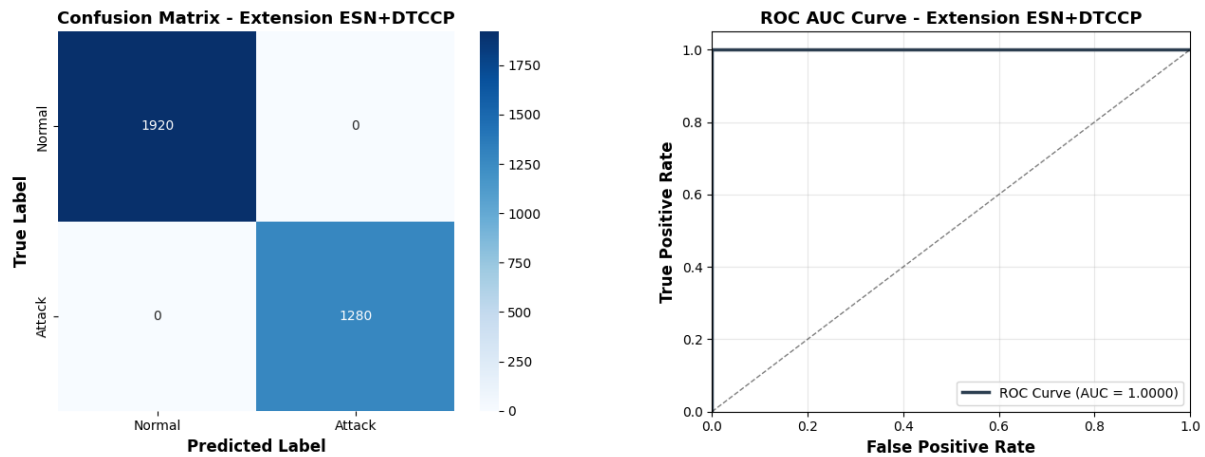 Confusion Matrix - Extension ESN+DTCCP
True Label
Normal
Attack
1920
0
0
1280
Normal
Attack
Predicted Label
1750
1500
1250
1000
750
500
250
0
ROC AUC Curve - Extension ESN+DTCCP
True Positive Rate
1.0
0.8
0.6
0.4
0.2
0.0
ROC Curve (AUC = 1.0000)
0.0
0.2
0.4
0.6
0.8
1.0
False Positive Rate